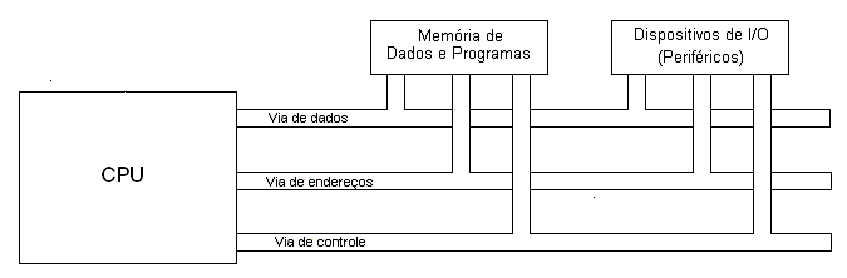 Memória de
Dados e Programas
Dispositivos de I/O
(Periféricos)
Via de dados
CPU
Via de endereços
Via de controle